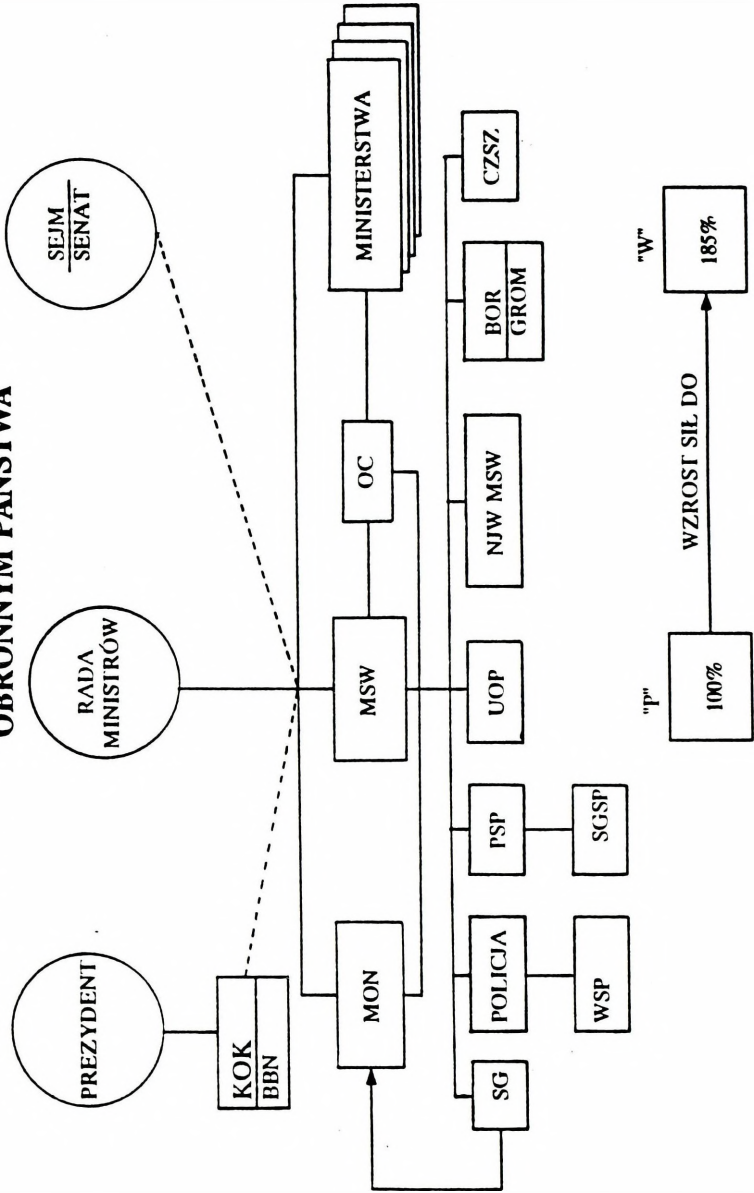 OBRONNYM PAŃSTWA
PREZYDENT
RADA
MINISTRÓW
SEJM
SENAT
KOK
BBN
MON
MSW
OC
MINISTERSTWA
SG
POLICJA
PSP
UOP
NJW MSW
BOR
GROM
CZSZ
WSP
SGSP
"P"
100%
WZROST SIŁ DO
"W"
185%